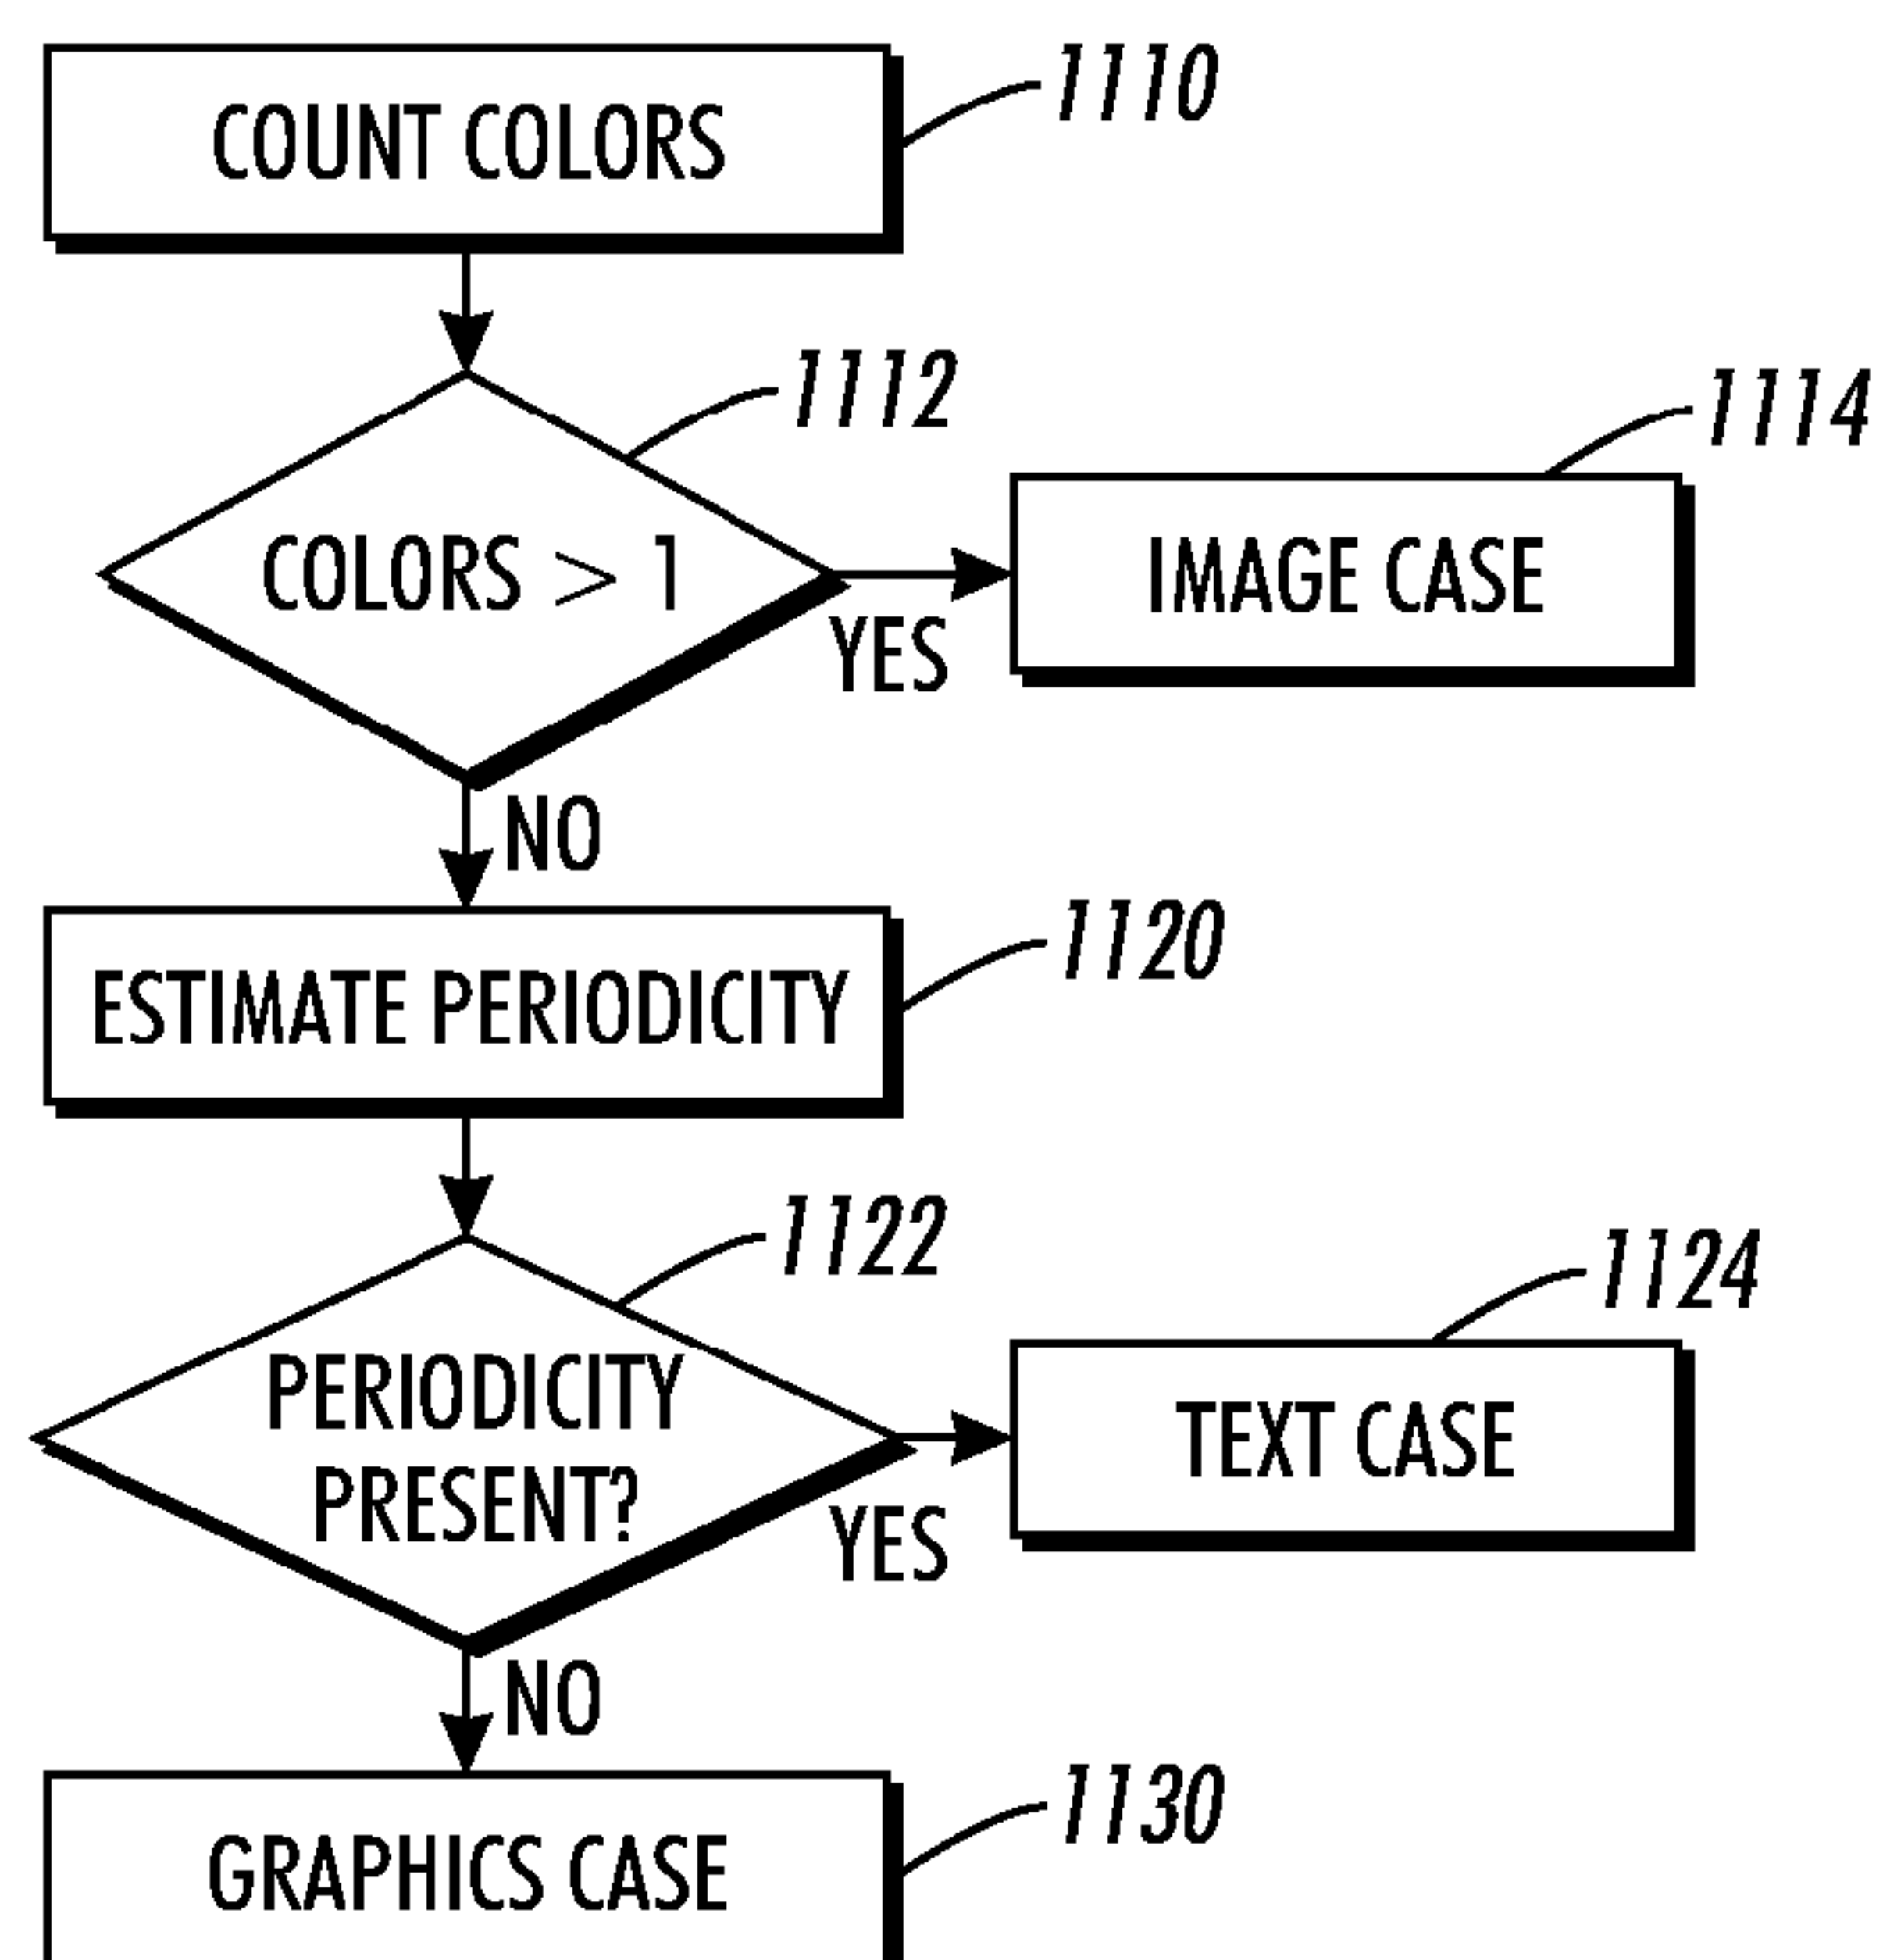 COUNT COLORS
1110
COLORS > 1
1112
YES
IMAGE CASE
1114
NO
ESTIMATE PERIODICITY
1120
PERIODICITY
PRESENT?
1122
YES
TEXT CASE
1124
NO
GRAPHICS CASE
1130